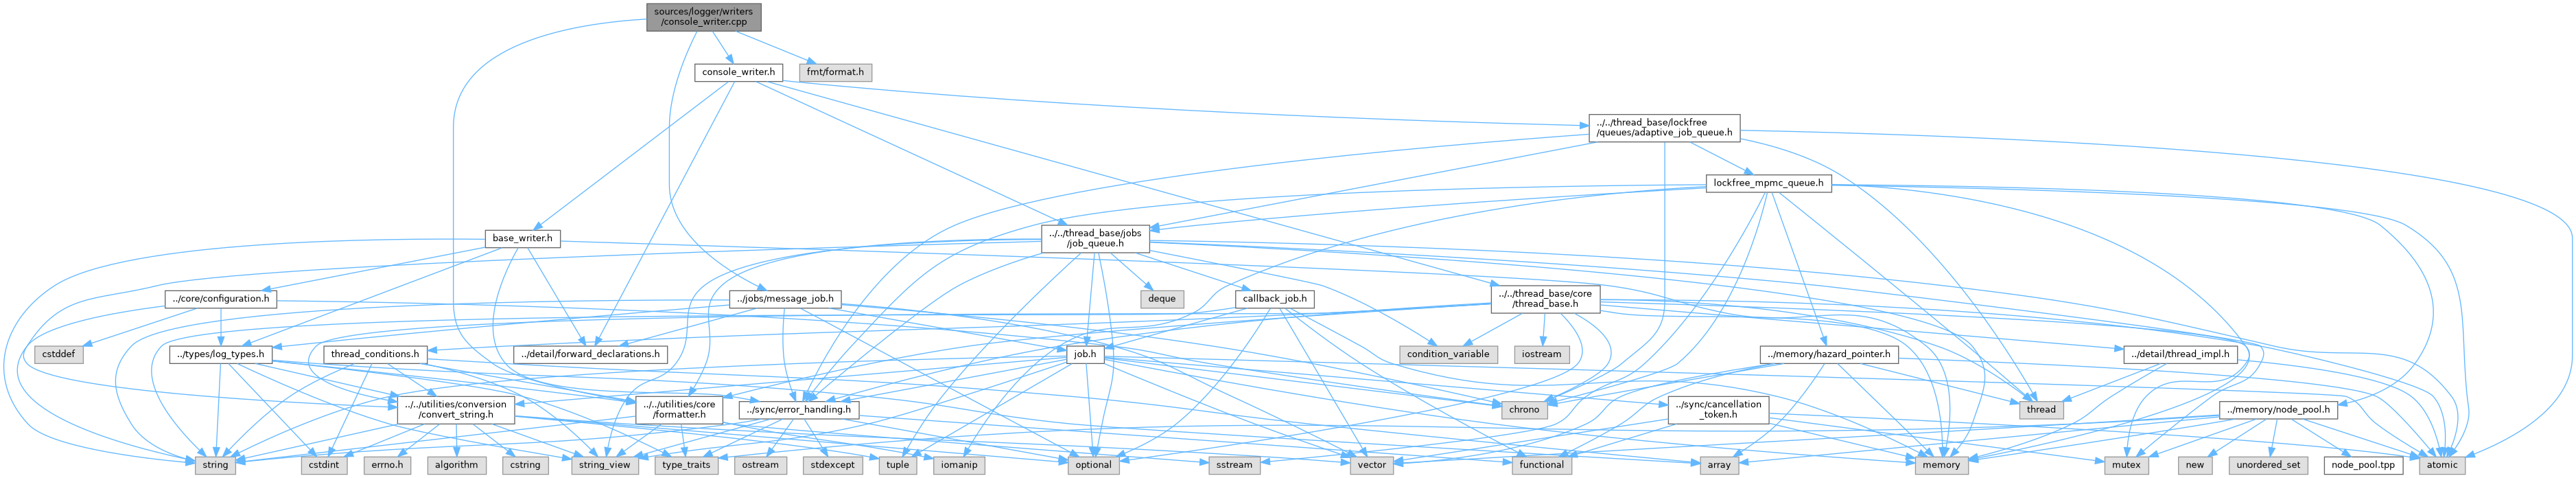 sources/logger/writers
/console_writer.cpp
console_writer.h
fmt/format.h
../../thread_base/lockfree
/queues/adaptive_job_queue.h
lockfree_mpmc_queue.h
base_writer.h
../../thread_base/jobs
/job_queue.h
../core/configuration.h
../jobs/message_job.h
deque
callback_job.h
../../thread_base/core
/thread_base.h
cstddef
../types/log_types.h
thread_conditions.h
../detail/forward_declarations.h
job.h
condition_variable
iostream
../memory/hazard_pointer.h
../detail/thread_impl.h
../../utilities/conversion
/convert_string.h
../../utilities/core
/formatter.h
../sync/error_handling.h
chrono
../sync/cancellation
_token.h
thread
../memory/node_pool.h
string
cstdint
errno.h
algorithm
cstring
string_view
type_traits
ostream
stdexcept
tuple
iomanip
optional
sstream
vector
functional
array
memory
mutex
new
unordered_set
node_pool.tpp
atomic